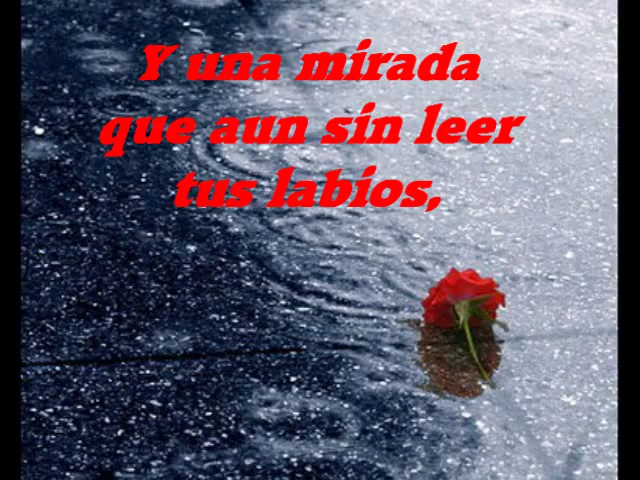 Y una mirada
que aun sin leer
tus labios,